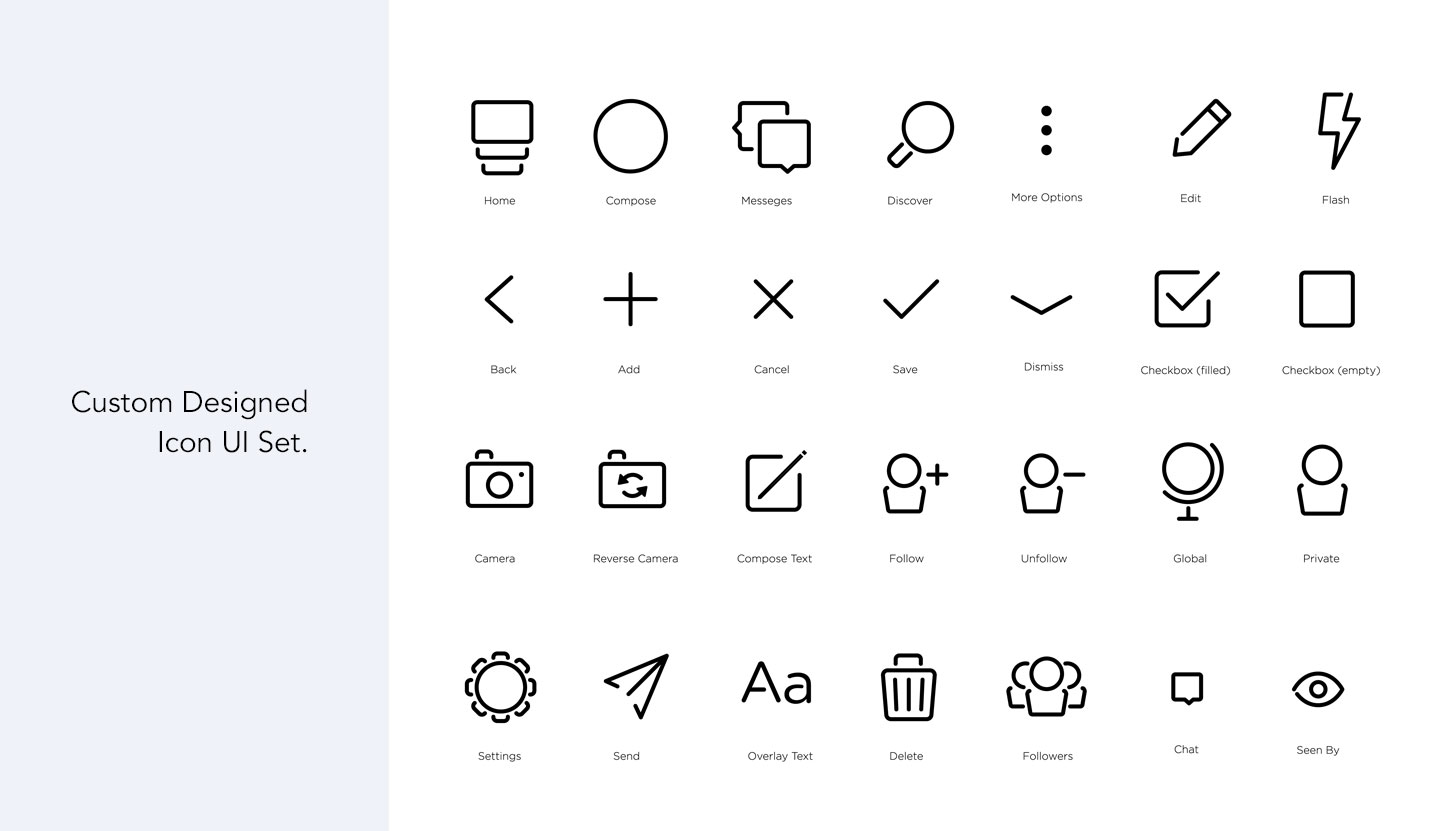 Custom Designed
Icon UI Set.
Home
Compose
Messeges
Discover
More Options
Edit
Flash
Back
Add
Cancel
Save
Dismiss
Checkbox (filled)
Checkbox (empty)
Camera
Reverse Camera
Compose Text
Follow
Unfollow
Global
Private
Aa
Settings
Send
Overlay Text
Delete
Followers
Chat
Seen By